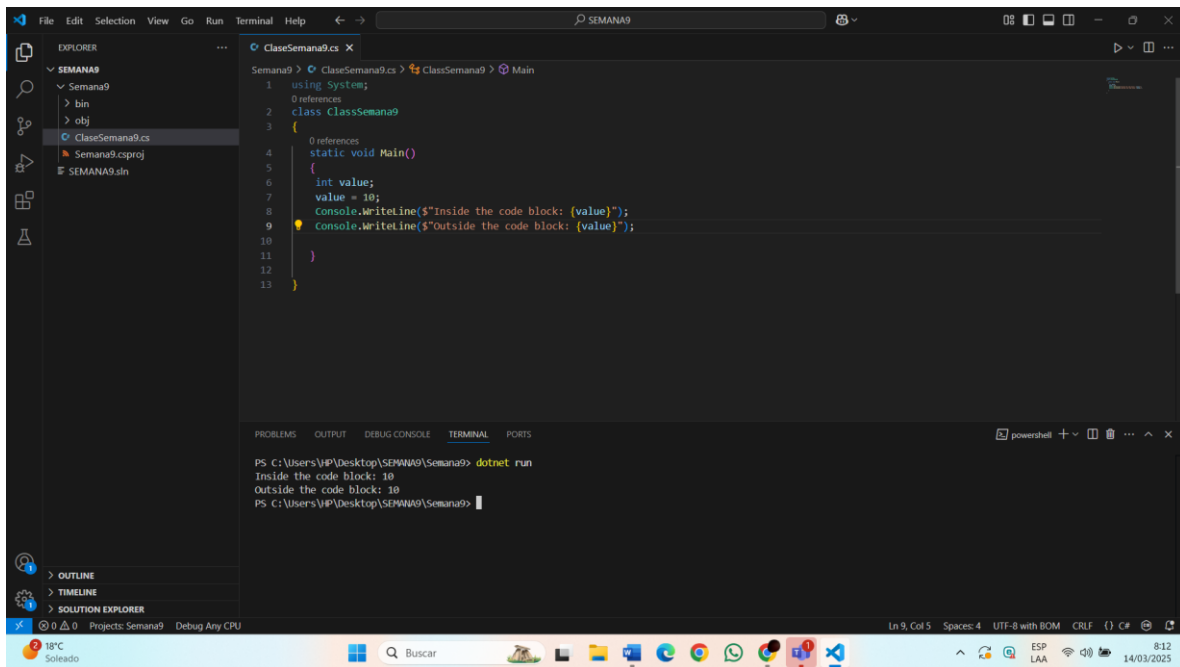 File Edit Selection View Go Run Terminal Help
SEMANA9
EXPLORER
SEMANA9
Semana9
bin
obj
ClaseSemana9.cs
Semana9.csproj
SEMANA9.sln
OUTLINE
TIMELINE
SOLUTION EXPLORER
ClaseSemana9.cs
Semana9 > ClaseSemana9.cs > ClassSemana9 > Main
1 using System;
0 references
2 class ClassSemana9
3 {
0 references
4 static void Main()
5 {
6 int value;
7 value = 10;
8 Console.WriteLine($"Inside the code block: {value}");
9 Console.WriteLine($"Outside the code block: {value}");
10
11 }
12
13 }
PROBLEMS OUTPUT DEBUG CONSOLE TERMINAL PORTS
powershell
PS C:\Users\HP\Desktop\SEMANA9\Semana9> dotnet run
Inside the code block: 10
Outside the code block: 10
PS C:\Users\HP\Desktop\SEMANA9\Semana9>
1
1
0 0 Projects: Semana9 Debug Any CPU
Ln 9, Col 5 Spaces: 4 UTF-8 with BOM CRLF {} C#
2
18°C
Soleado
Buscar
1
ESP
LAA
8:12
14/03/2025